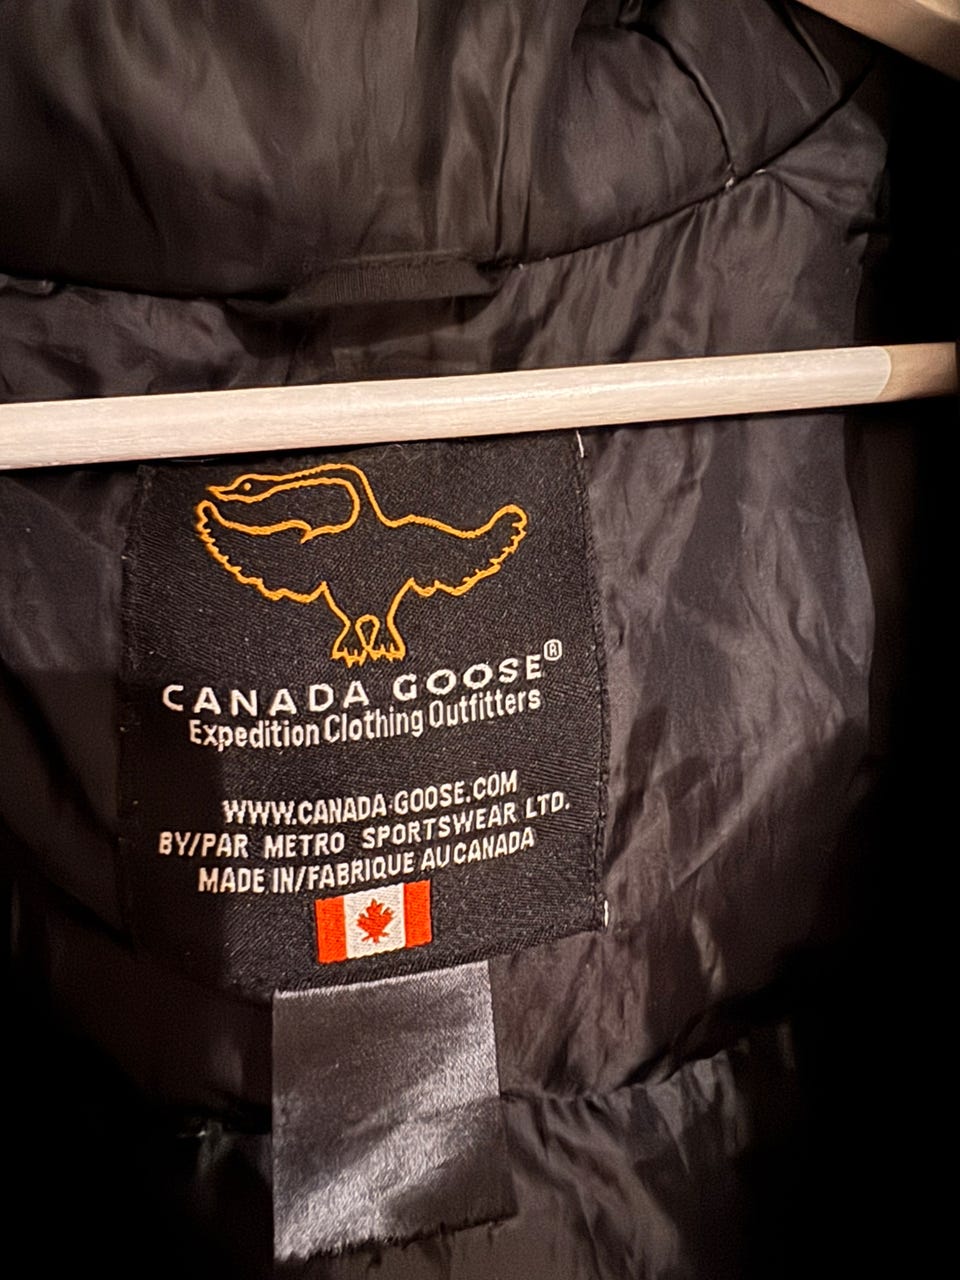 CANADA GOOSE®
Expedition Clothing Outfitters
WWW.CANADA-GOOSE.COM
BY/PAR METRO SPORTSWEAR LTD.
MADE IN/FABRIQUE AU CANADA